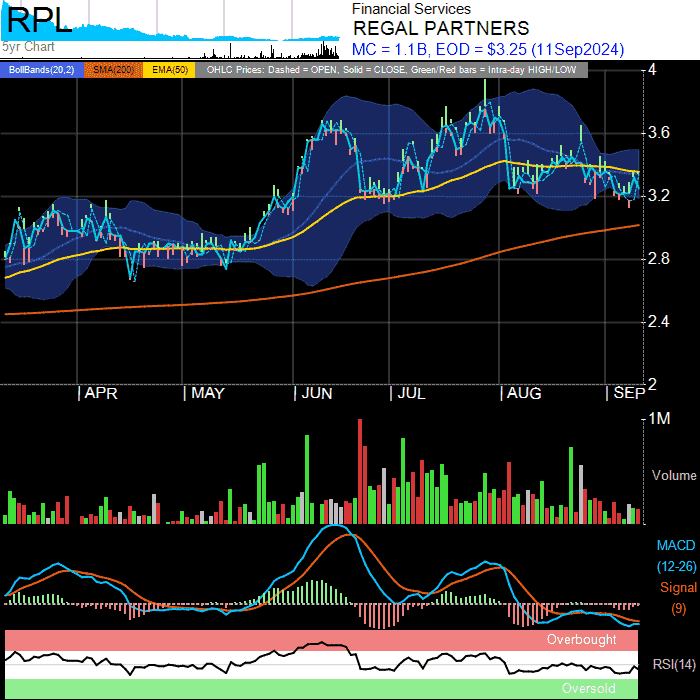 RPL
5yr Chart
Financial Services
REGAL PARTNERS
MC = 1.1B, EOD = $3.25 (11Sep2024)
BollBands(20,2) SMA(200) EMA(50) OHLC Prices: Dashed = OPEN, Solid = CLOSE, Green/Red bars = Intra-day HIGH/LOW
4
3.6
3.2
2.8
2.4
2
| APR | MAY | JUN | JUL | AUG | SEP
1M
Volume
MACD
(12-26)
Signal
(9)
Overbought
RSI(14)
Oversold